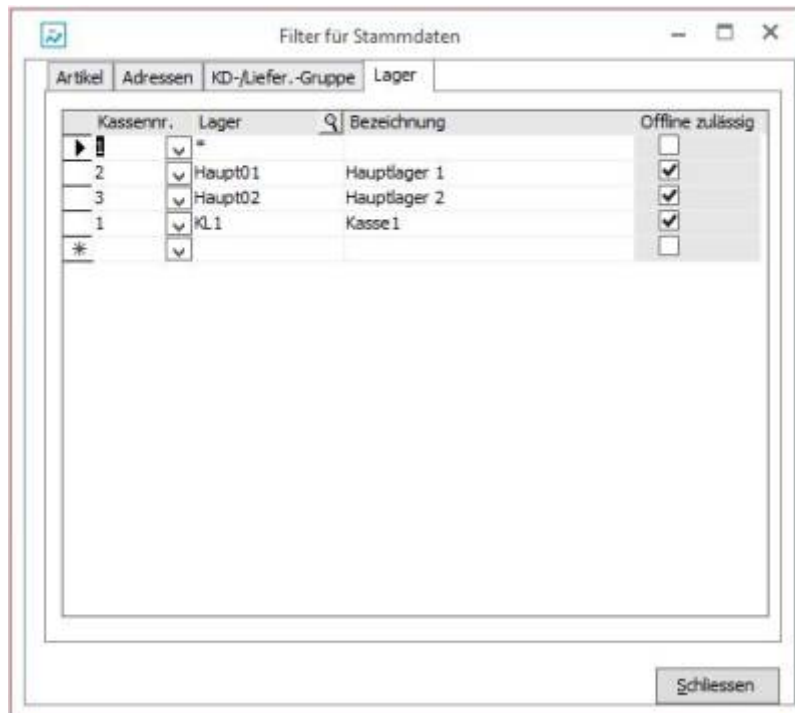 Filter für Stammdaten
Artikel Adressen KD-/Liefer.-Gruppe Lager
Kassennr. Lager Bezeichnung Offline zulässig
1 *
2 Haupt01 Hauptlager 1
3 Haupt02 Hauptlager 2
1 KL1 Kasse1
Schliessen